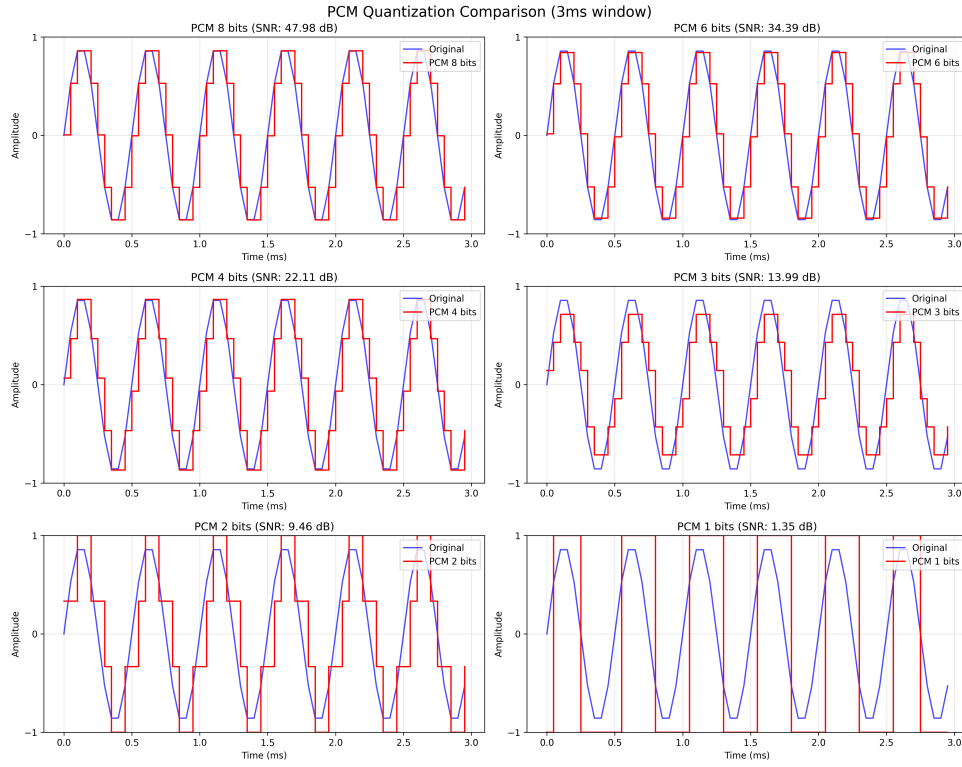 PCM Quantization Comparison (3ms window)
PCM 8 bits (SNR: 47.98 dB)
1
0
−1
Amplitude
Original
PCM 8 bits
0.0 0.5 1.0 1.5 2.0 2.5 3.0
Time (ms)
PCM 6 bits (SNR: 34.39 dB)
1
0
−1
Amplitude
Original
PCM 6 bits
0.0 0.5 1.0 1.5 2.0 2.5 3.0
Time (ms)
PCM 4 bits (SNR: 22.11 dB)
1
0
−1
Amplitude
Original
PCM 4 bits
0.0 0.5 1.0 1.5 2.0 2.5 3.0
Time (ms)
PCM 3 bits (SNR: 13.99 dB)
1
0
−1
Amplitude
Original
PCM 3 bits
0.0 0.5 1.0 1.5 2.0 2.5 3.0
Time (ms)
PCM 2 bits (SNR: 9.46 dB)
1
0
−1
Amplitude
Original
PCM 2 bits
0.0 0.5 1.0 1.5 2.0 2.5 3.0
Time (ms)
PCM 1 bits (SNR: 1.35 dB)
1
0
−1
Amplitude
Original
PCM 1 bits
0.0 0.5 1.0 1.5 2.0 2.5 3.0
Time (ms)